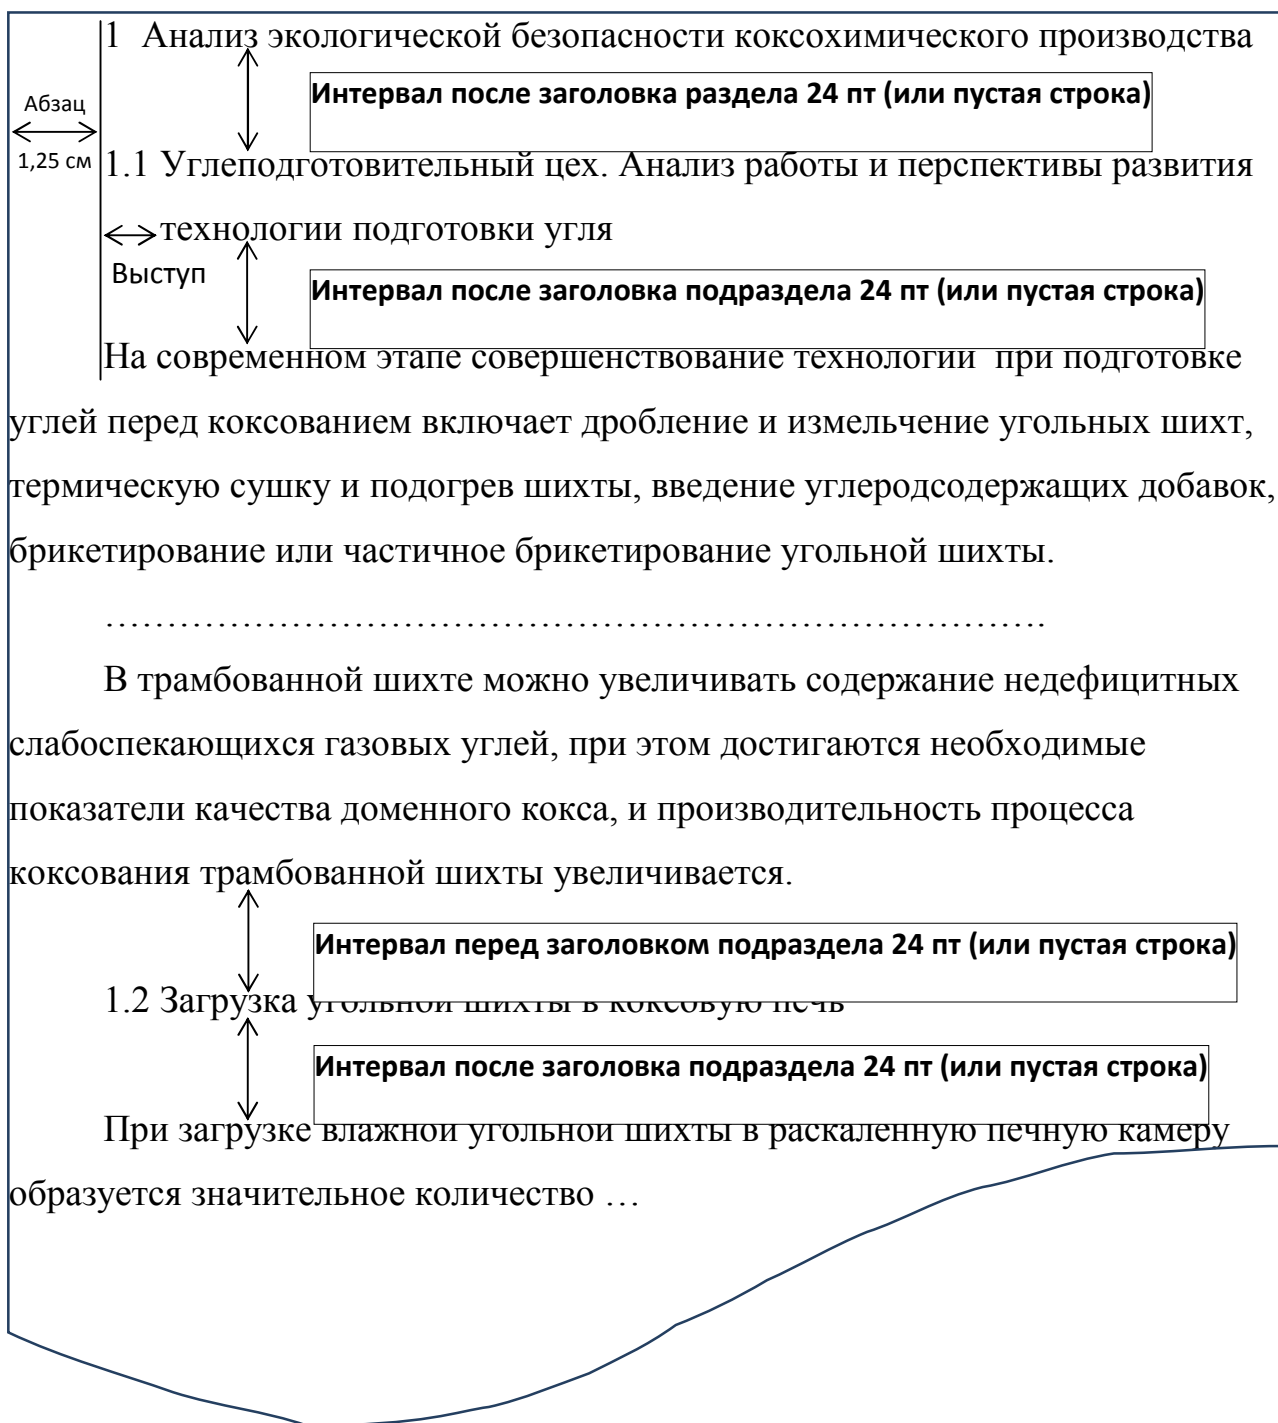 1  Анализ экологической безопасности коксохимического производства
Интервал после заголовка раздела 24 пт (или пустая строка)
Абзац
1,25 см
1.1 Углеподготовительный цех. Анализ работы и перспективы развития
технологии подготовки угля
Выступ
Интервал после заголовка подраздела 24 пт (или пустая строка)
На современном этапе совершенствование технологии  при подготовке
углей перед коксованием включает дробление и измельчение угольных шихт,
термическую сушку и подогрев шихты, введение углеродсодержащих добавок,
брикетирование или частичное брикетирование угольной шихты.
………………………………………………………………….
В трамбованной шихте можно увеличивать содержание недефицитных
слабоспекающихся газовых углей, при этом достигаются необходимые
показатели качества доменного кокса, и производительность процесса
коксования трамбованной шихты увеличивается.
Интервал перед заголовком подраздела 24 пт (или пустая строка)
1.2 Загрузка угольной шихты в коксовую печь
Интервал после заголовка подраздела 24 пт (или пустая строка)
При загрузке влажной угольной шихты в раскаленную печную камеру
образуется значительное количество …